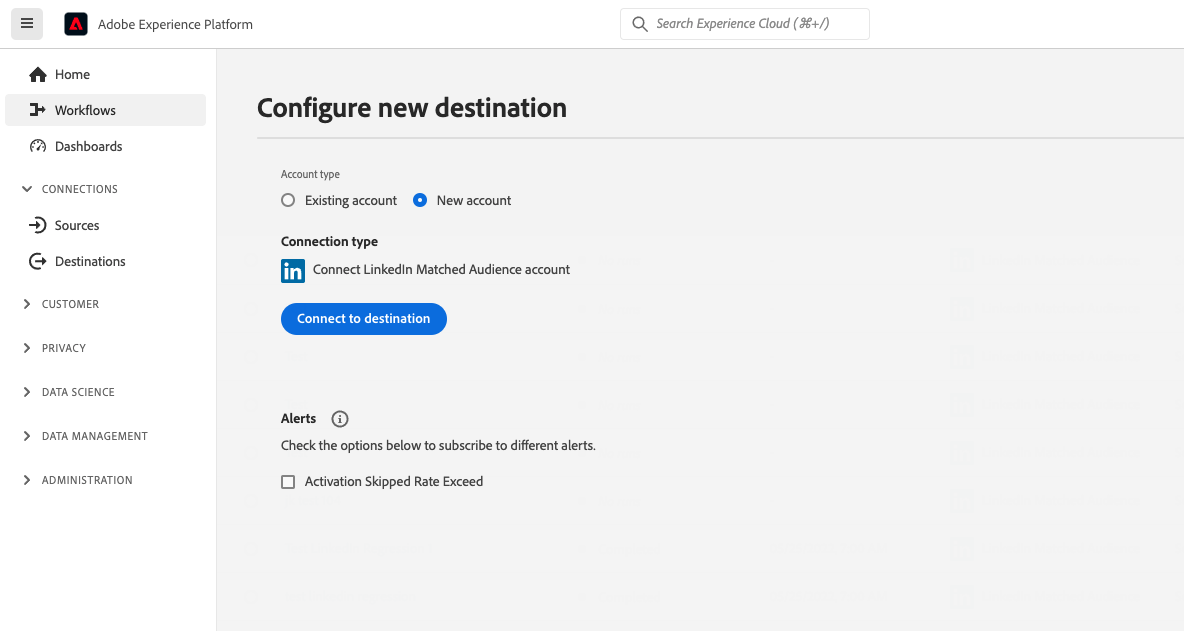 Adobe Experience Platform
Search Experience Cloud (⌘+/)
Home
Workflows
Dashboards
CONNECTIONS
Sources
Destinations
CUSTOMER
PRIVACY
DATA SCIENCE
DATA MANAGEMENT
ADMINISTRATION
Configure new destination
Account type
Existing account New account
Connection type
in Connect LinkedIn Matched Audience account
Connect to destination
Alerts
Check the options below to subscribe to different alerts.
Activation Skipped Rate Exceed